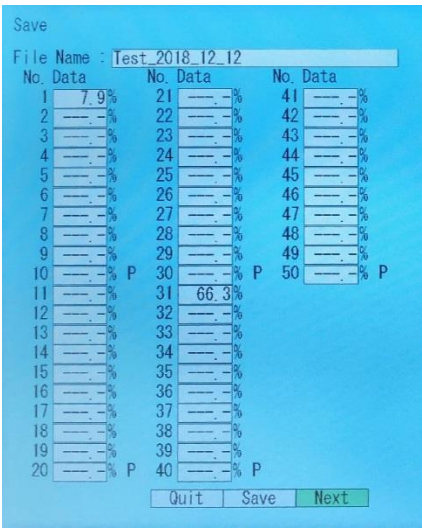 Save
File Name : Test_2018_12_12
No. Data No. Data No. Data
1 7.9% 21 ---.-% 41 ---.-%
2 ---.-% 22 ---.-% 42 ---.-%
3 ---.-% 23 ---.-% 43 ---.-%
4 ---.-% 24 ---.-% 44 ---.-%
5 ---.-% 25 ---.-% 45 ---.-%
6 ---.-% 26 ---.-% 46 ---.-%
7 ---.-% 27 ---.-% 47 ---.-%
8 ---.-% 28 ---.-% 48 ---.-%
9 ---.-% 29 ---.-% 49 ---.-%
10 ---.-% P 30 ---.-% P 50 ---.-% P
11 ---.-% 31 66.3%
12 ---.-% 32 ---.-%
13 ---.-% 33 ---.-%
14 ---.-% 34 ---.-%
15 ---.-% 35 ---.-%
16 ---.-% 36 ---.-%
17 ---.-% 37 ---.-%
18 ---.-% 38 ---.-%
19 ---.-% 39 ---.-%
20 ---.-% P 40 ---.-% P
Quit Save Next